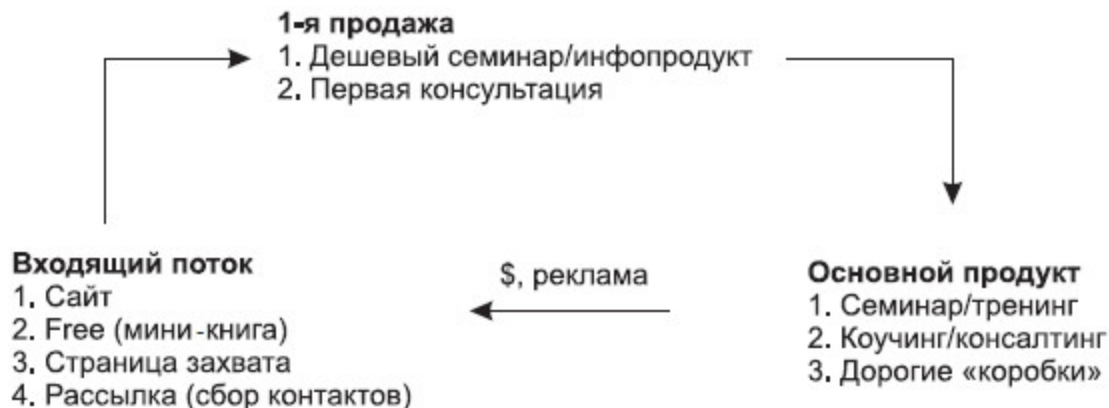 1-я продажа
1. Дешевый семинар/инфопродукт
2. Первая консультация
Входящий поток
1. Сайт
2. Free (мини-книга)
3. Страница захвата
4. Рассылка (сбор контактов)
$, реклама
Основной продукт
1. Семинар/тренинг
2. Коучинг/консалтинг
3. Дорогие «коробки»